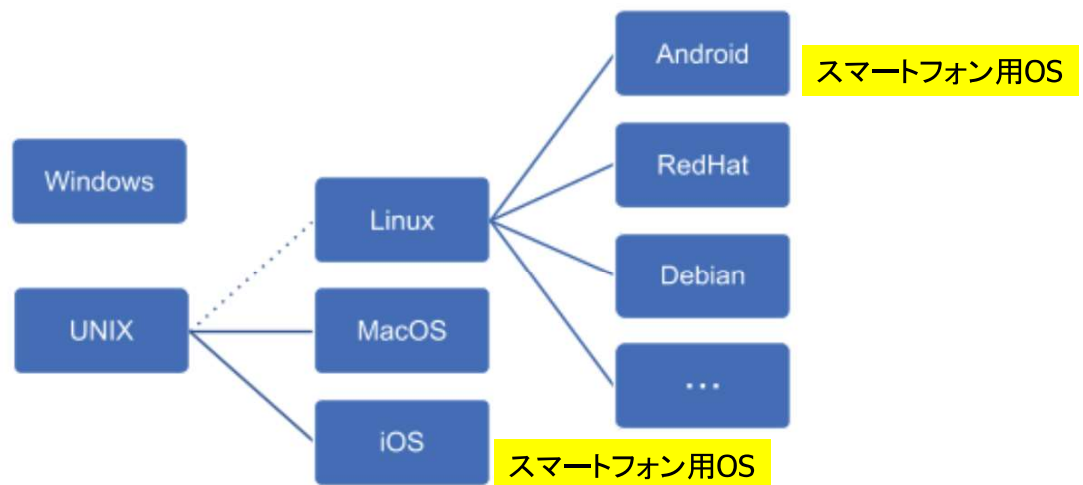 Android
スマートフォン用OS
RedHat
Windows
Linux
Debian
UNIX
MacOS
...
iOS
スマートフォン用OS